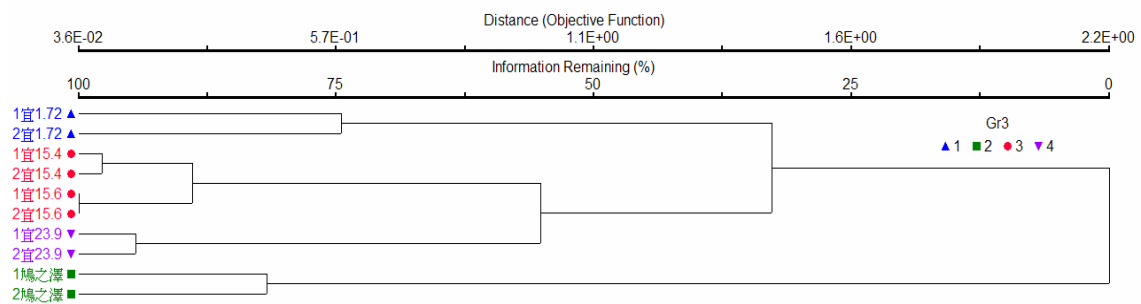 Distance (Objective Function)
3.6E-02 5.7E-01 1.1E+00 1.6E+00 2.2E+00
Information Remaining (%)
100 75 50 25 0
1宜1.72
2宜1.72
1宜15.4
2宜15.4
1宜15.6
2宜15.6
1宜23.9
2宜23.9
1鳩之澤
2鳩之澤
Gr3
1 2 3 4